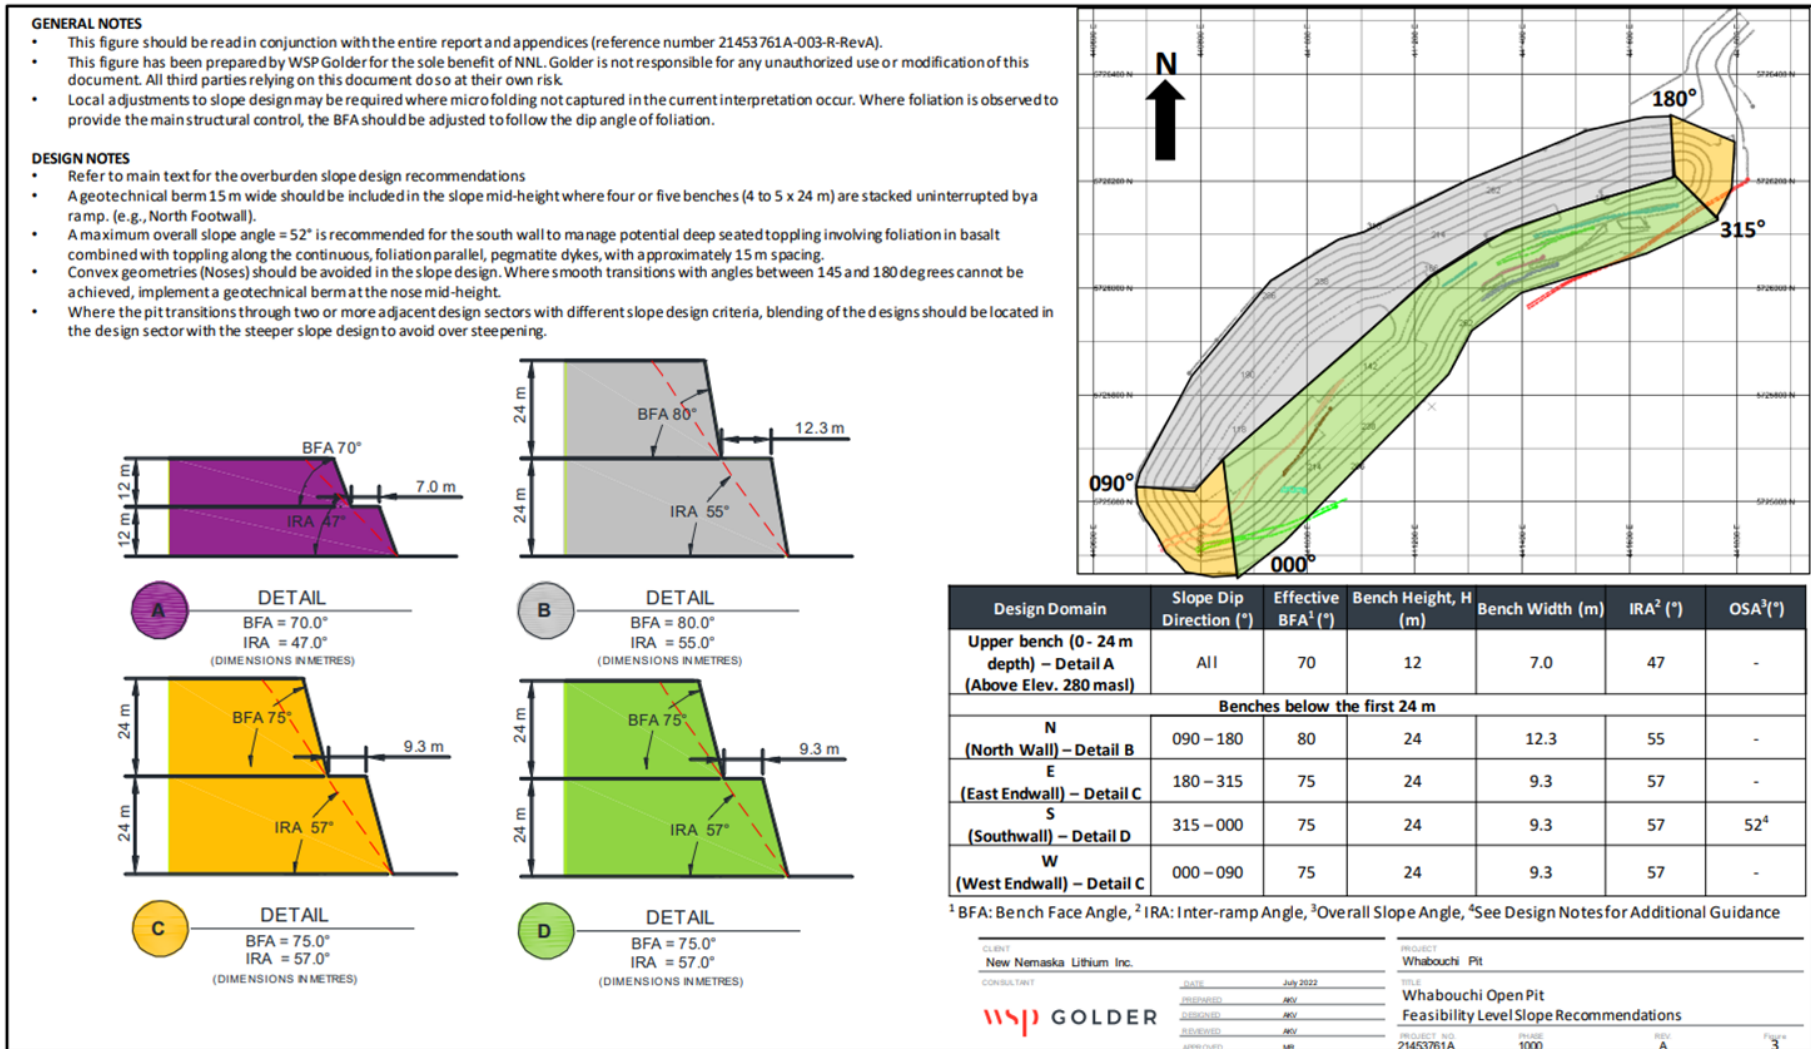 GENERAL NOTES
• This figure should be read in conjunction with the entire report and appendices (reference number 21453761A-003-R-RevA).
• This figure has been prepared by WSP Golder for the sole benefit of NNL. Golder is not responsible for any unauthorized use or modification of this
document. All third parties relying on this document do so at their own risk.
• Local adjustments to slope design may be required where micro folding not captured in the current interpretation occur. Where foliation is observed to
provide the main structural control, the BFA should be adjusted to follow the dip angle of foliation.
DESIGN NOTES
• Refer to main text for the overburden slope design recommendations
• A geotechnical berm 15 m wide should be included in the slope mid-height where four or five benches (4 to 5 x 24 m) are stacked uninterrupted by a
ramp. (e.g., North Footwall).
• A maximum overall slope angle = 52° is recommended for the south wall to manage potential deep seated toppling involving foliation in basalt
combined with toppling along the continuous, foliation parallel, pegmatite dykes, with approximately 15 m spacing.
• Convex geometries (Noses) should be avoided in the slope design. Where smooth transitions with angles between 145 and 180 degrees cannot be
achieved, implement a geotechnical berm at the nose mid-height.
• Where the pit transitions through two or more adjacent design sectors with different slope design criteria, blending of the designs should be located in
the design sector with the steeper slope design to avoid over steepening.
BFA 70°
12 m
7.0 m
IRA 47°
12 m
A
DETAIL
BFA = 70.0°
IRA = 47.0°
(DIMENSIONS IN METRES)
24 m
BFA 80°
12.3 m
24 m
IRA 55°
B
DETAIL
BFA = 80.0°
IRA = 55.0°
(DIMENSIONS IN METRES)
24 m
BFA 75°
9.3 m
24 m
IRA 57°
C
DETAIL
BFA = 75.0°
IRA = 57.0°
(DIMENSIONS IN METRES)
24 m
BFA 75°
9.3 m
24 m
IRA 57°
D
DETAIL
BFA = 75.0°
IRA = 57.0°
(DIMENSIONS IN METRES)
N
180°
315°
090°
000°
Design Domain Slope Dip Direction (°) Effective BFA¹ (°) Bench Height, H (m) Bench Width (m) IRA² (°) OSA³(°)
Upper bench (0 - 24 m
depth) – Detail A
(Above Elev. 280 masl) All 70 12 7.0 47 -
Benches below the first 24 m
N
(North Wall) – Detail B 090 – 180 80 24 12.3 55 -
E
(East Endwall) – Detail C 180 – 315 75 24 9.3 57 -
S
(Southwall) – Detail D 315 – 000 75 24 9.3 57 52⁴
W
(West Endwall) – Detail C 000 – 090 75 24 9.3 57 -
¹ BFA: Bench Face Angle, ² IRA: Inter-ramp Angle, ³Overall Slope Angle, ⁴See Design Notes for Additional Guidance
CLIENT
New Nemaska Lithium Inc.
CONSULTANT
wsp GOLDER
DATE July 2022
PREPARED AKV
DESIGNED AKV
REVIEWED AKV
APPROVED MR
PROJECT
Whabouchi Pit
TITLE
Whabouchi Open Pit
Feasibility Level Slope Recommendations
PROJECT NO. PHASE REV. Figure
21453761A 1000 A 3